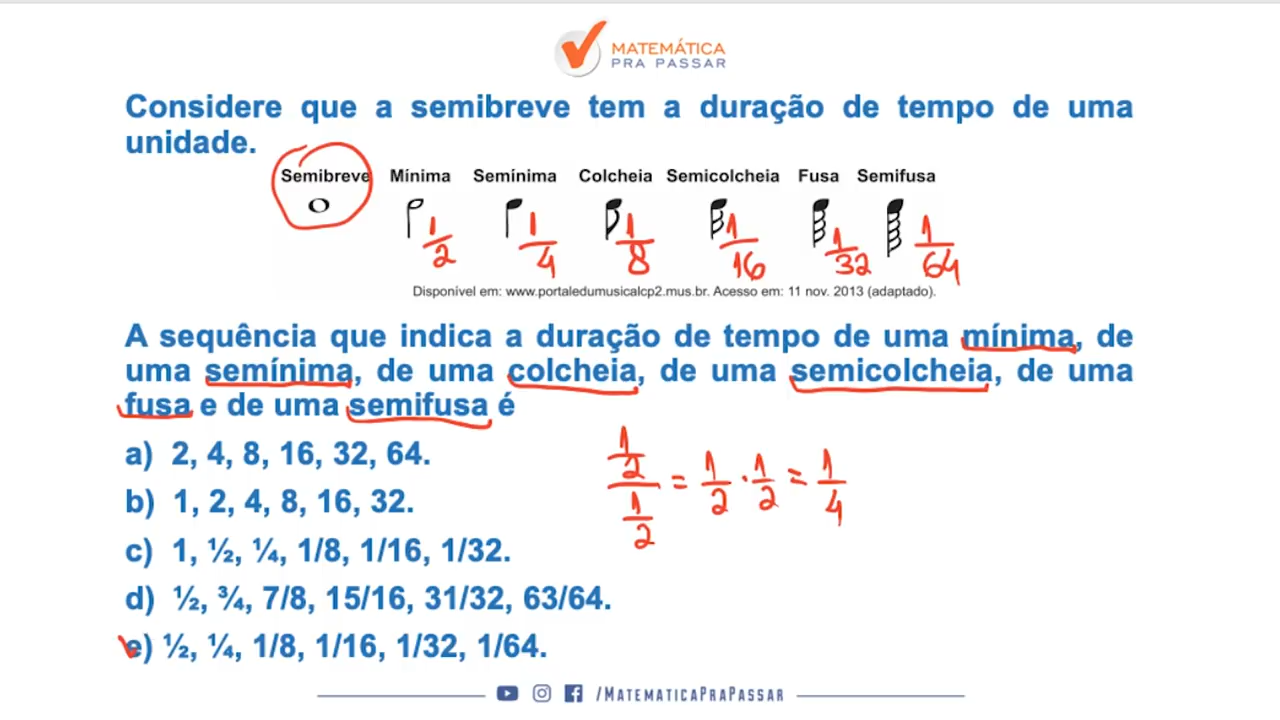 MATEMÁTICA
PRA PASSAR
Considere que a semibreve tem a duração de tempo de uma
unidade.
Semibreve Mínima Semínima Colcheia Semicolcheia Fusa Semifusa
1/2 1/4 1/8 1/16 1/32 1/64
Disponível em: www.portaledumusicalcp2.mus.br. Acesso em: 11 nov. 2013 (adaptado).
A sequência que indica a duração de tempo de uma mínima, de
uma semínima, de uma colcheia, de uma semicolcheia, de uma
fusa e de uma semifusa é
a) 2, 4, 8, 16, 32, 64.
b) 1, 2, 4, 8, 16, 32.
c) 1, ½, ¼, 1/8, 1/16, 1/32.
d) ½, ¾, 7/8, 15/16, 31/32, 63/64.
e) ½, ¼, 1/8, 1/16, 1/32, 1/64.
1/2 / 1/2 = 1/2 · 1/2 = 1/4
/MATEMATICAPRAPASSAR